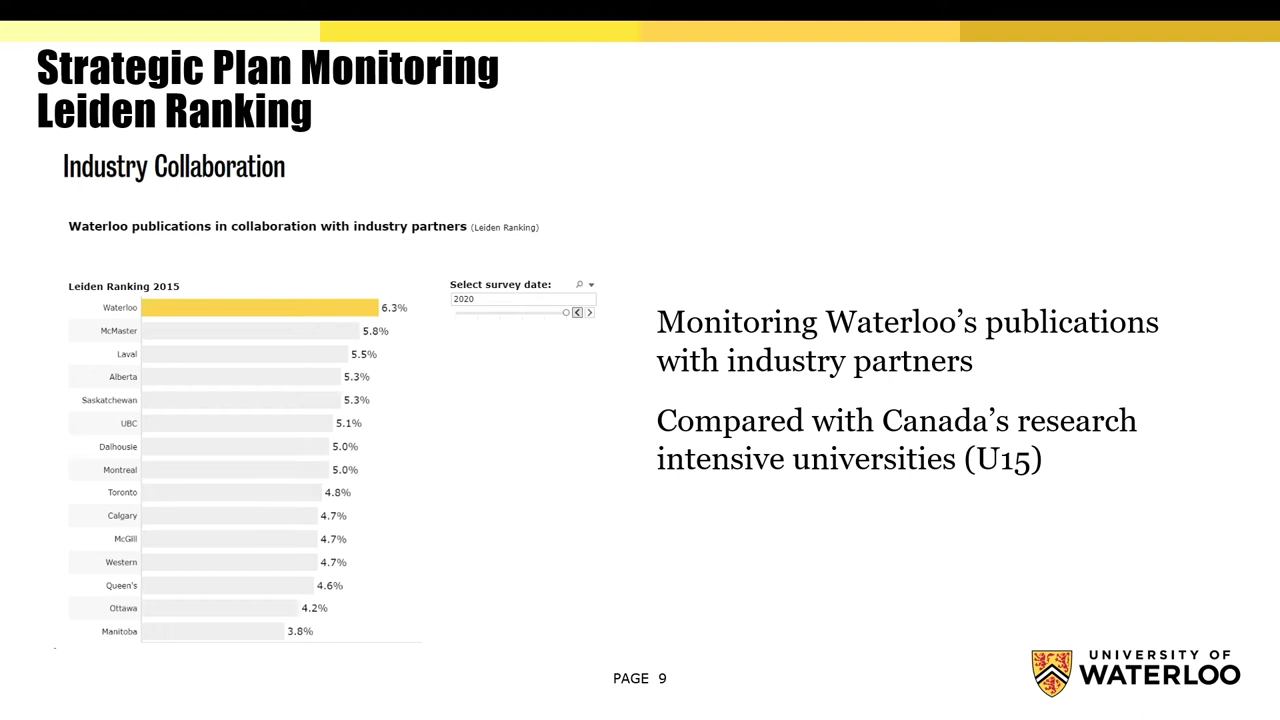 Strategic Plan Monitoring
Leiden Ranking
Industry Collaboration
Waterloo publications in collaboration with industry partners (Leiden Ranking)
Leiden Ranking 2015
Waterloo 6.3%
McMaster 5.8%
Laval 5.5%
Alberta 5.3%
Saskatchewan 5.3%
UBC 5.1%
Dalhousie 5.0%
Montreal 5.0%
Toronto 4.8%
Calgary 4.7%
McGill 4.7%
Western 4.7%
Queen's 4.6%
Ottawa 4.2%
Manitoba 3.8%
Select survey date:
2020
Monitoring Waterloo’s publications
with industry partners
Compared with Canada’s research
intensive universities (U15)
PAGE 9
UNIVERSITY OF
WATERLOO